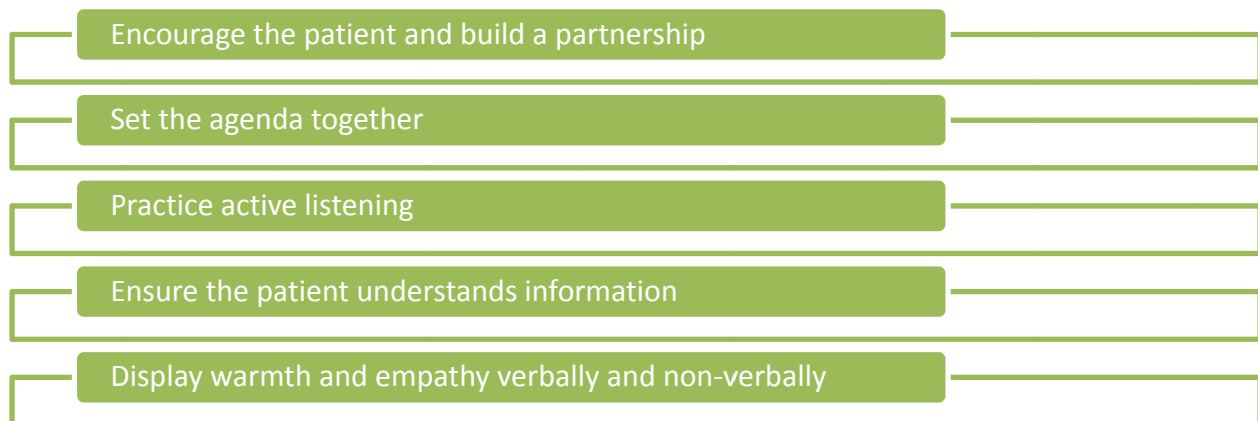 Encourage the patient and build a partnership
Set the agenda together
Practice active listening
Ensure the patient understands information
Display warmth and empathy verbally and non-verbally